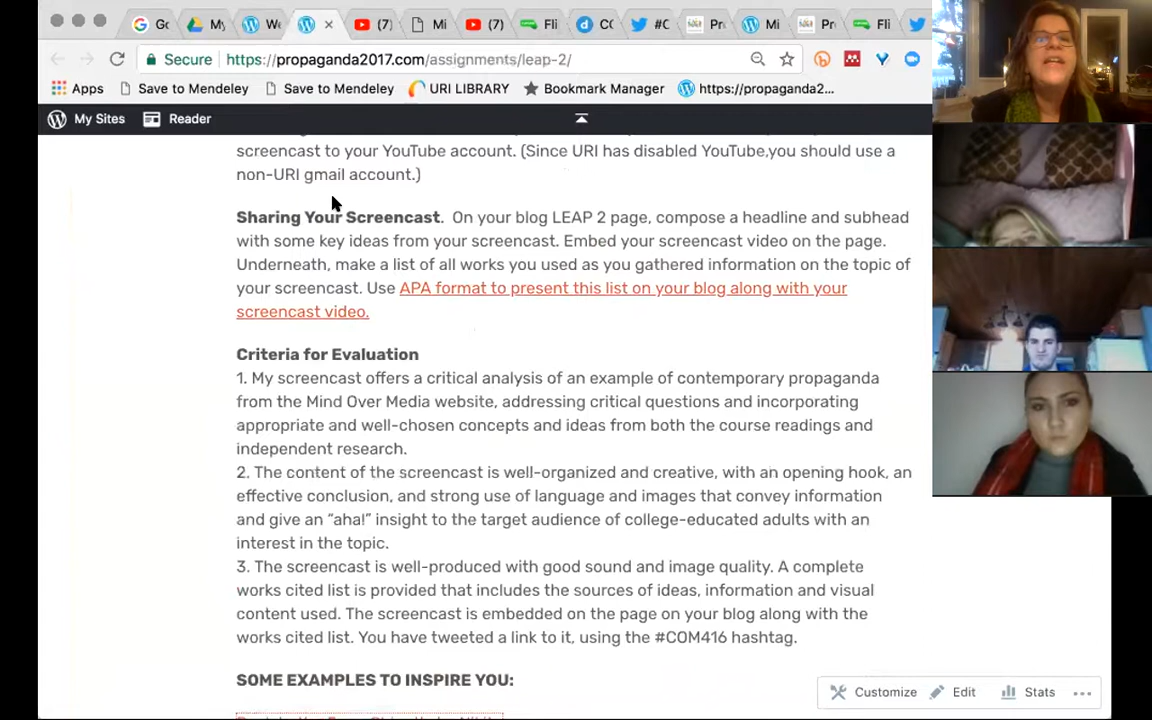 Go
My
We
(7)
Mi
(7)
Fli
CC
#C
Pro
Mi
Pro
Fli
Secure https://propaganda2017.com/assignments/leap-2/
Apps Save to Mendeley Save to Mendeley URI LIBRARY Bookmark Manager https://propaganda2...
My Sites Reader
screencast to your YouTube account. (Since URI has disabled YouTube,you should use a
non-URI gmail account.)
Sharing Your Screencast. On your blog LEAP 2 page, compose a headline and subhead
with some key ideas from your screencast. Embed your screencast video on the page.
Underneath, make a list of all works you used as you gathered information on the topic of
your screencast. Use APA format to present this list on your blog along with your
screencast video.
Criteria for Evaluation
1. My screencast offers a critical analysis of an example of contemporary propaganda
from the Mind Over Media website, addressing critical questions and incorporating
appropriate and well-chosen concepts and ideas from both the course readings and
independent research.
2. The content of the screencast is well-organized and creative, with an opening hook, an
effective conclusion, and strong use of language and images that convey information
and give an “aha!” insight to the target audience of college-educated adults with an
interest in the topic.
3. The screencast is well-produced with good sound and image quality. A complete
works cited list is provided that includes the sources of ideas, information and visual
content used. The screencast is embedded on the page on your blog along with the
works cited list. You have tweeted a link to it, using the #COM416 hashtag.
SOME EXAMPLES TO INSPIRE YOU:
Customize Edit Stats ...